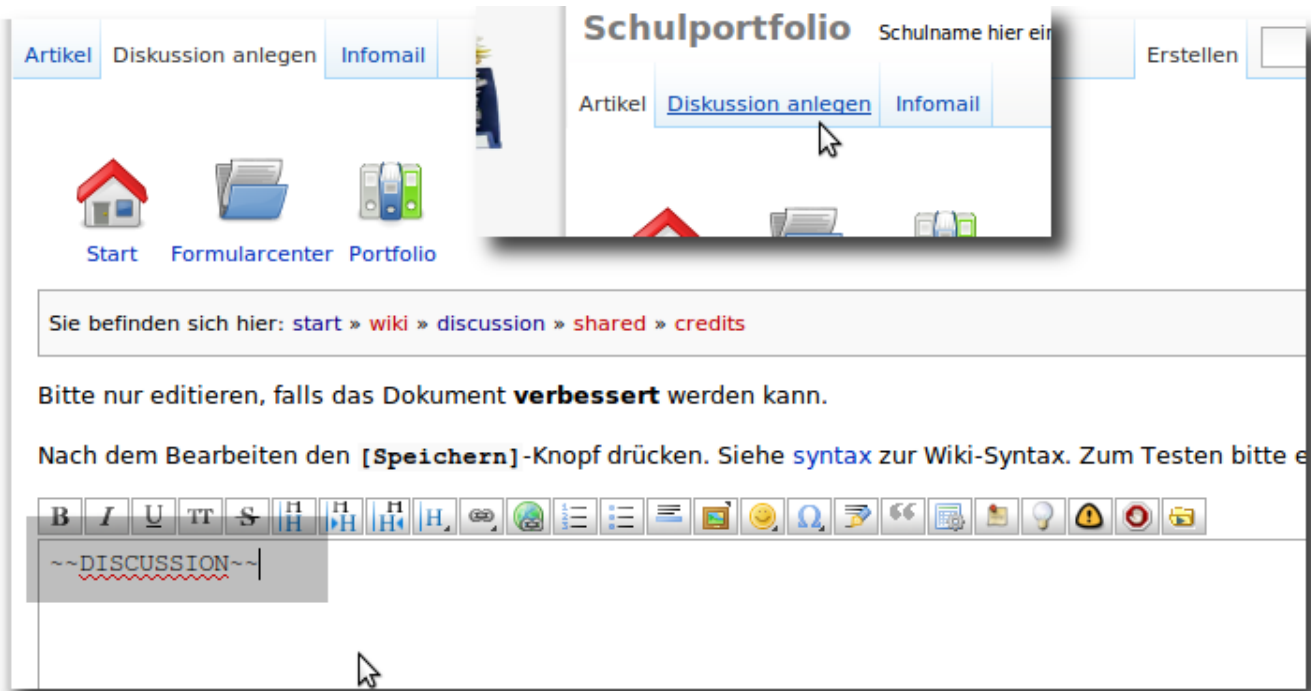 Schulportfolio Schulname hier ein
Artikel Diskussion anlegen Infomail
Erstellen
Artikel Diskussion anlegen Infomail
Start Formularcenter Portfolio
Sie befinden sich hier: start » wiki » discussion » shared » credits
Bitte nur editieren, falls das Dokument verbessert werden kann.
Nach dem Bearbeiten den [Speichern]-Knopf drücken. Siehe syntax zur Wiki-Syntax. Zum Testen bitte e
B I U TT S H H H H
~~DISCUSSION~~